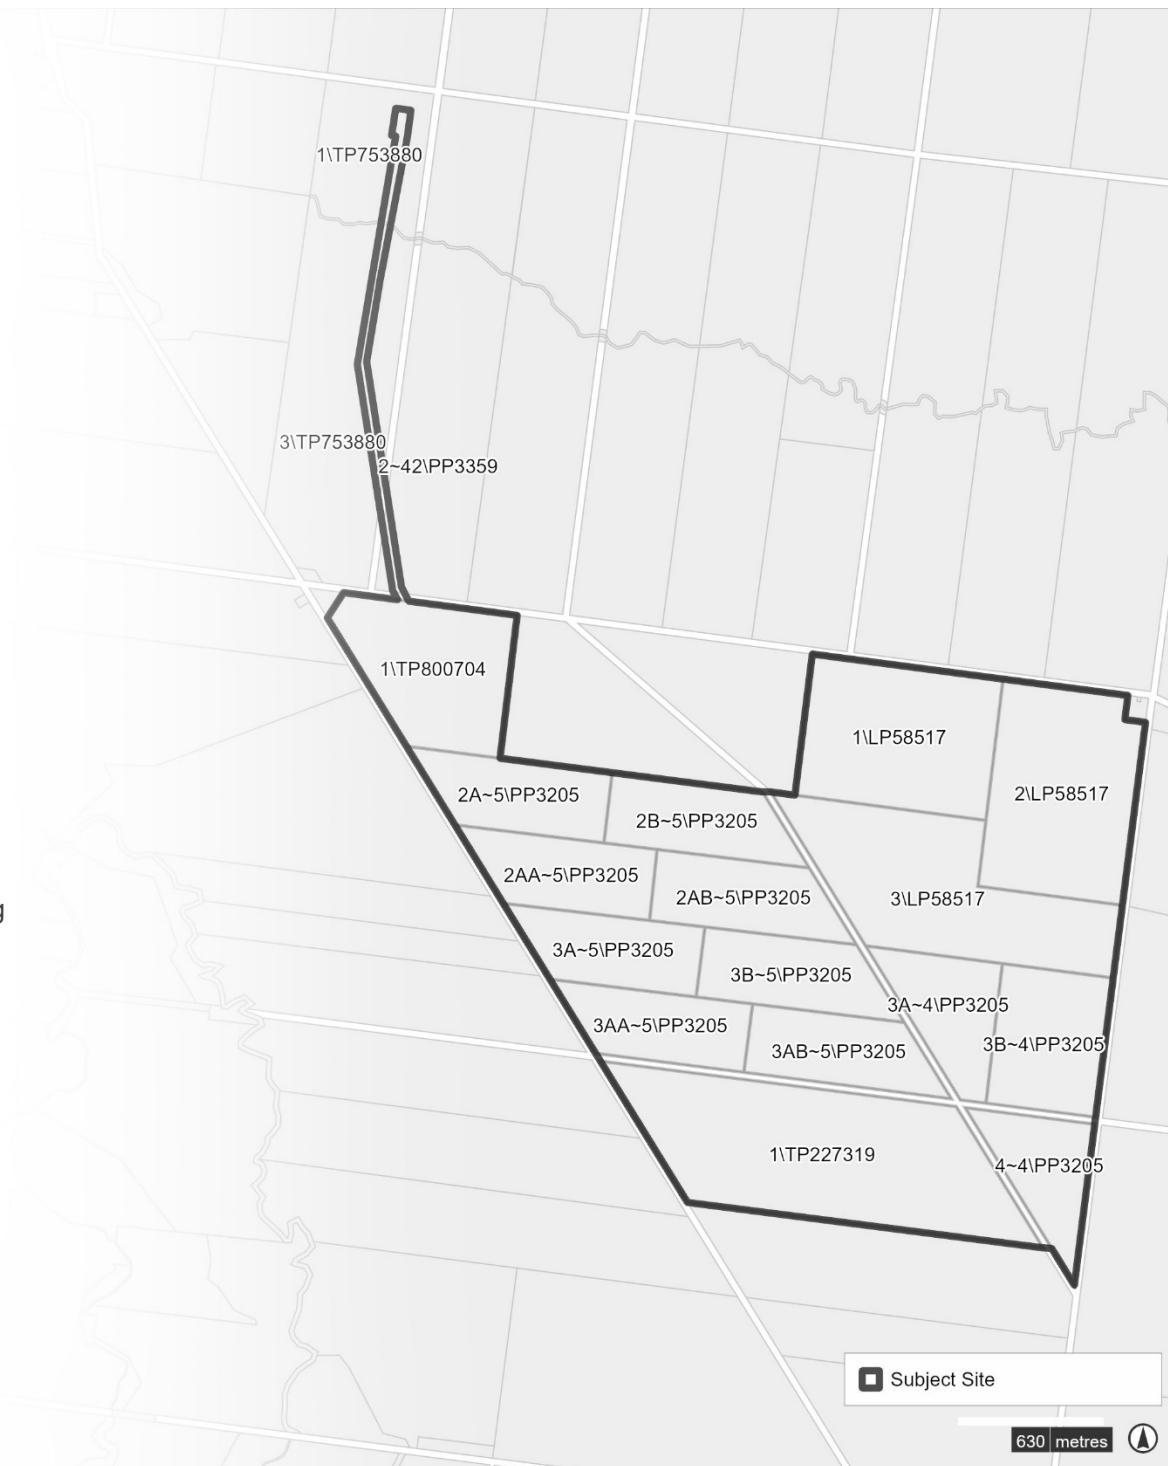 1\TP753880
3\TP753880
2~42\PP3359
1\TP800704
1\LP58517
2\LP58517
2A~5\PP3205
2B~5\PP3205
2AA~5\PP3205
2AB~5\PP3205
3\LP58517
g
3A~5\PP3205
3B~5\PP3205
3A~4\PP3205
3AA~5\PP3205
3AB~5\PP3205
3B~4\PP3205
1\TP227319
4~4\PP3205
Subject Site
630 metres